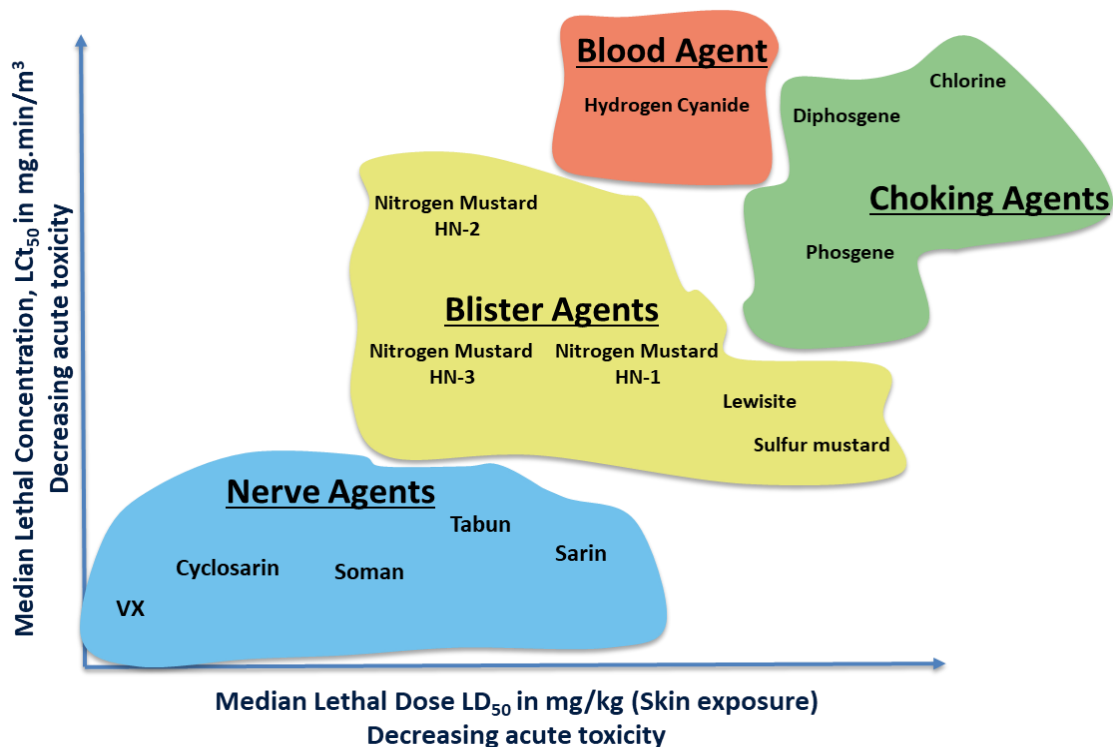 Blood Agent
Hydrogen Cyanide
Chlorine
Diphosgene
Choking Agents
Phosgene
Nitrogen Mustard
HN-2
Blister Agents
Nitrogen Mustard
HN-3
Nitrogen Mustard
HN-1
Lewisite
Sulfur mustard
Nerve Agents
Tabun
Sarin
Cyclosarin
Soman
VX
Median Lethal Concentration, LCt₅₀ in mg.min/m³
Decreasing acute toxicity
Median Lethal Dose LD₅₀ in mg/kg (Skin exposure)
Decreasing acute toxicity